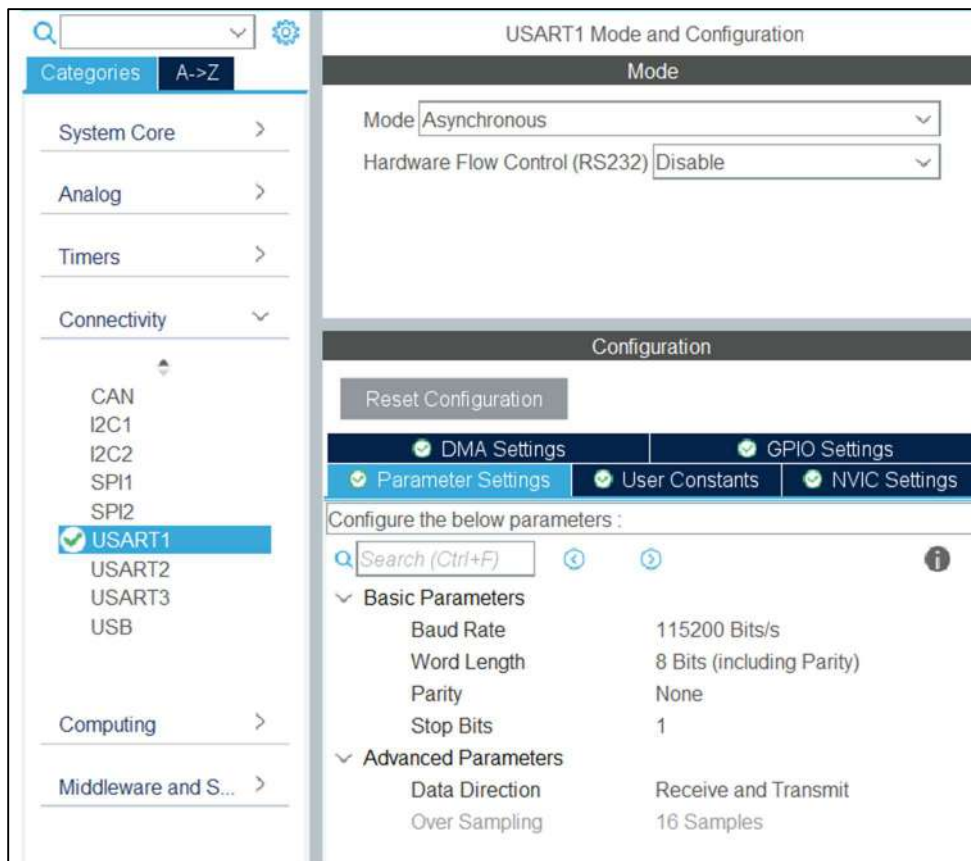 Categories A->Z
System Core
Analog
Timers
Connectivity
CAN
I2C1
I2C2
SPI1
SPI2
USART1
USART2
USART3
USB
Computing
Middleware and S...
USART1 Mode and Configuration
Mode
Mode Asynchronous
Hardware Flow Control (RS232) Disable
Configuration
Reset Configuration
DMA Settings GPIO Settings
Parameter Settings User Constants NVIC Settings
Configure the below parameters :
Search (Ctrl+F)
Basic Parameters
Baud Rate 115200 Bits/s
Word Length 8 Bits (including Parity)
Parity None
Stop Bits 1
Advanced Parameters
Data Direction Receive and Transmit
Over Sampling 16 Samples